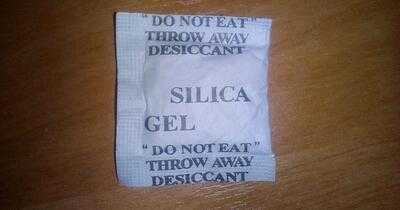 " DO NOT EAT "
THROW AWAY
DESICCANT
SILICA
GEL
" DO NOT EAT "
THROW AWAY
DESICCANT